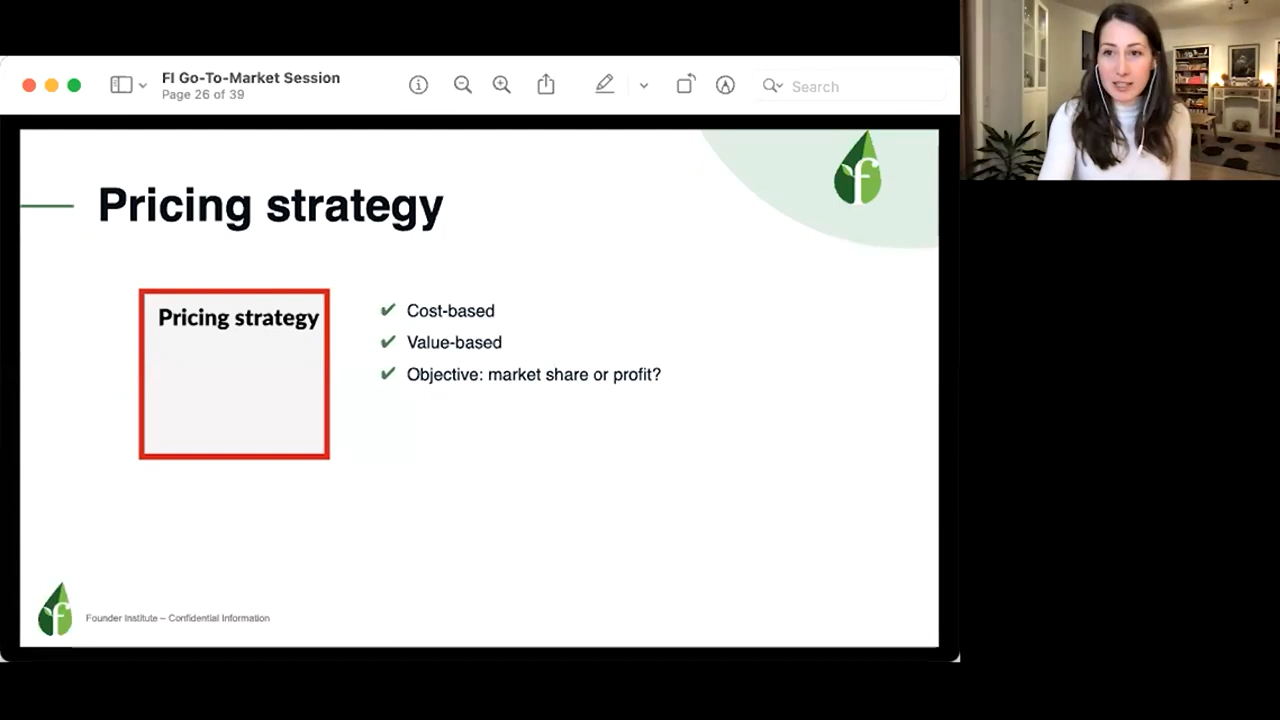 FI Go-To-Market Session
Page 26 of 39
Search
Pricing strategy
Pricing strategy
✔ Cost-based
✔ Value-based
✔ Objective: market share or profit?
f
f
Founder Institute – Confidential Information